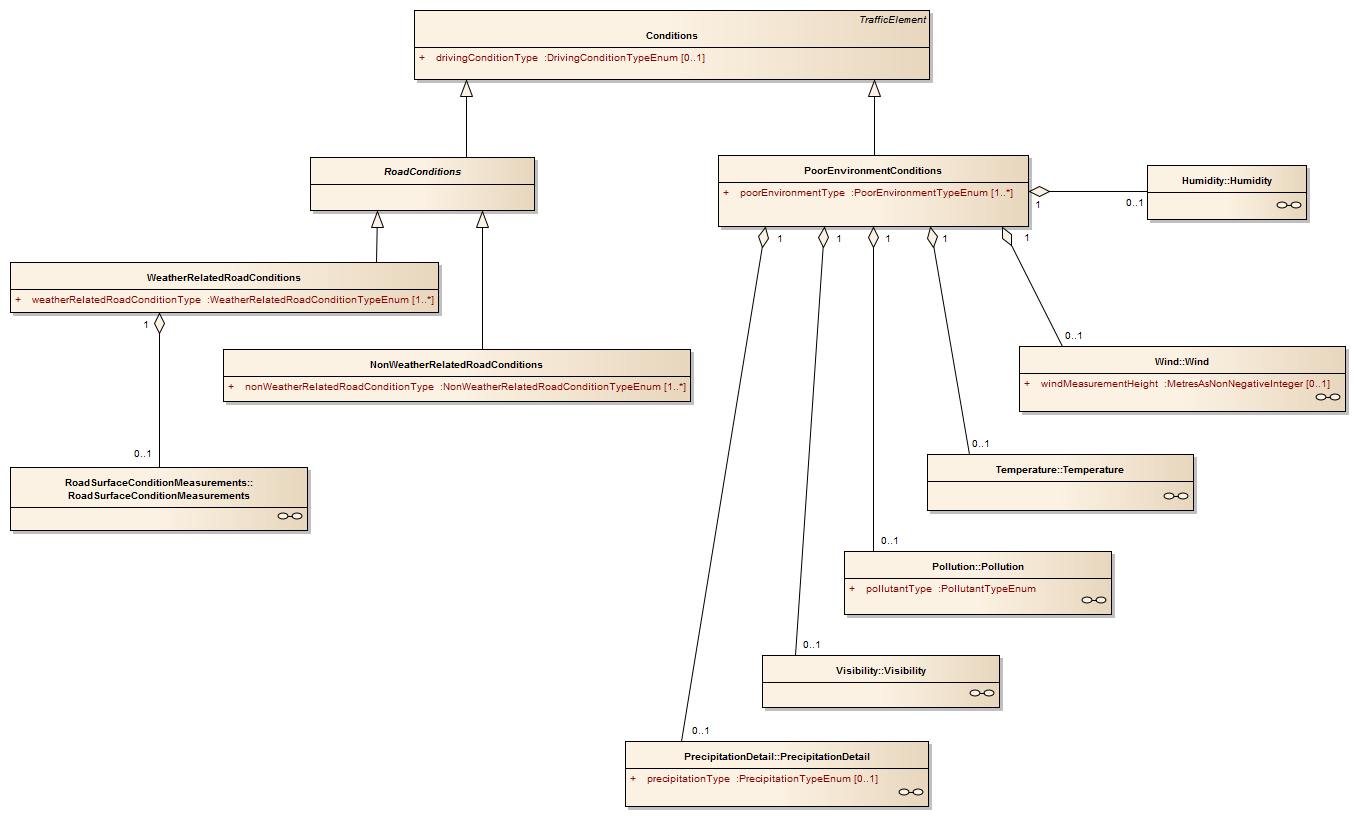 TrafficElement
Conditions
+ drivingConditionType :DrivingConditionTypeEnum [0..1]
RoadConditions
PoorEnvironmentConditions
+ poorEnvironmentType :PoorEnvironmentTypeEnum [1..*]
Humidity::Humidity
1
0..1
1
1
1
1
1
WeatherRelatedRoadConditions
+ weatherRelatedRoadConditionType :WeatherRelatedRoadConditionTypeEnum [1..*]
1
0..1
NonWeatherRelatedRoadConditions
+ nonWeatherRelatedRoadConditionType :NonWeatherRelatedRoadConditionTypeEnum [1..*]
0..1
Wind::Wind
+ windMeasurementHeight :MetresAsNonNegativeInteger [0..1]
RoadSurfaceConditionMeasurements::
RoadSurfaceConditionMeasurements
0..1
Temperature::Temperature
0..1
Pollution::Pollution
+ pollutantType :PollutantTypeEnum
0..1
Visibility::Visibility
0..1
PrecipitationDetail::PrecipitationDetail
+ precipitationType :PrecipitationTypeEnum [0..1]